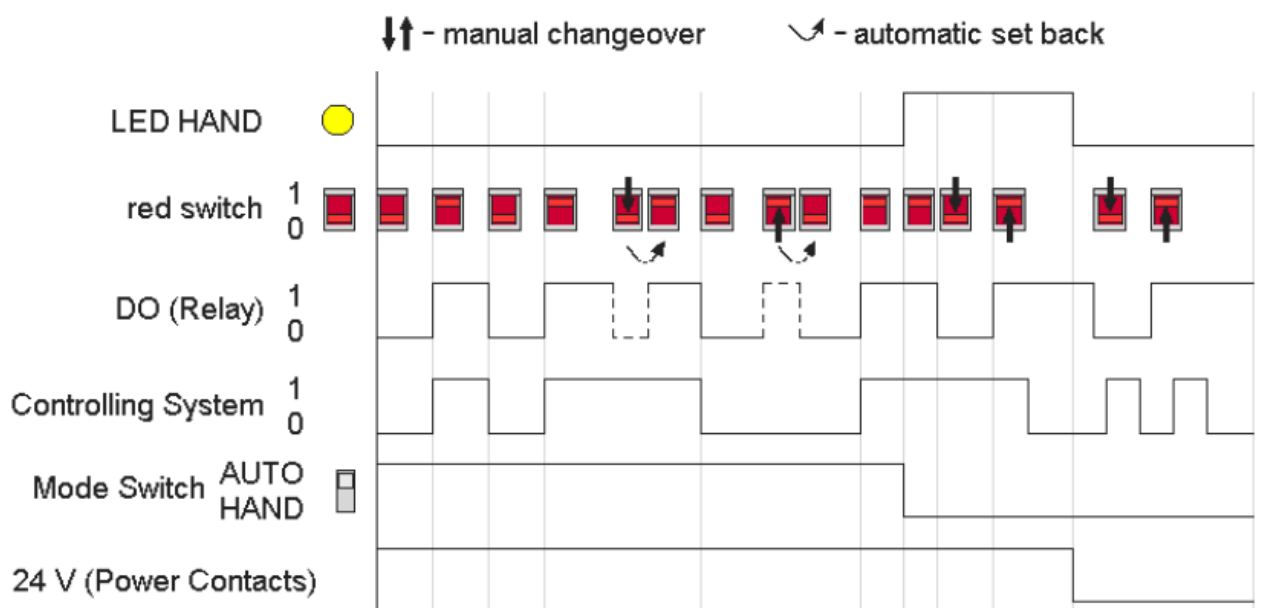 - manual changeover - automatic set back
LED HAND
red switch 1
0
DO (Relay) 1
0
Controlling System 1
0
Mode Switch AUTO
HAND
24 V (Power Contacts)